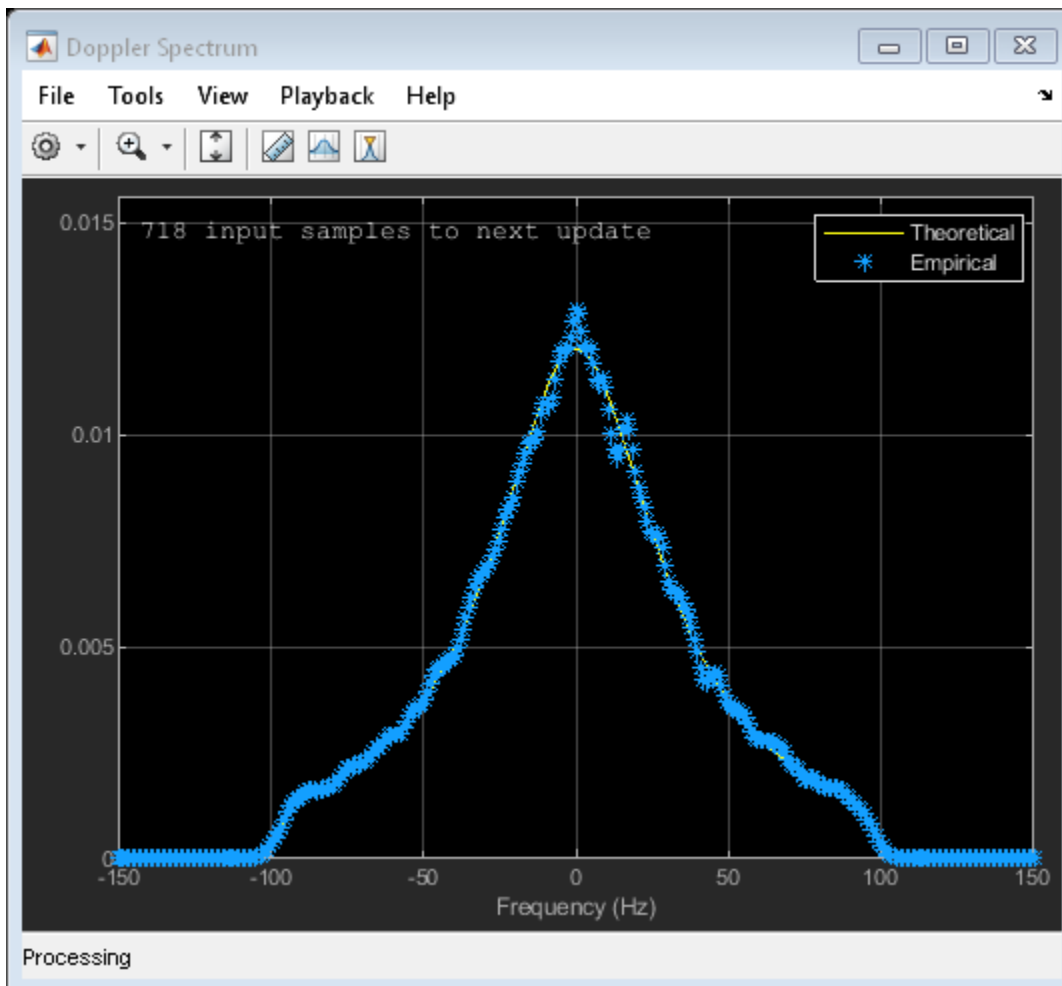 Doppler Spectrum
File Tools View Playback Help
718 input samples to next update
Theoretical
Empirical
0.015
0.01
0.005
0
-150 -100 -50 0 50 100 150
Frequency (Hz)
Processing